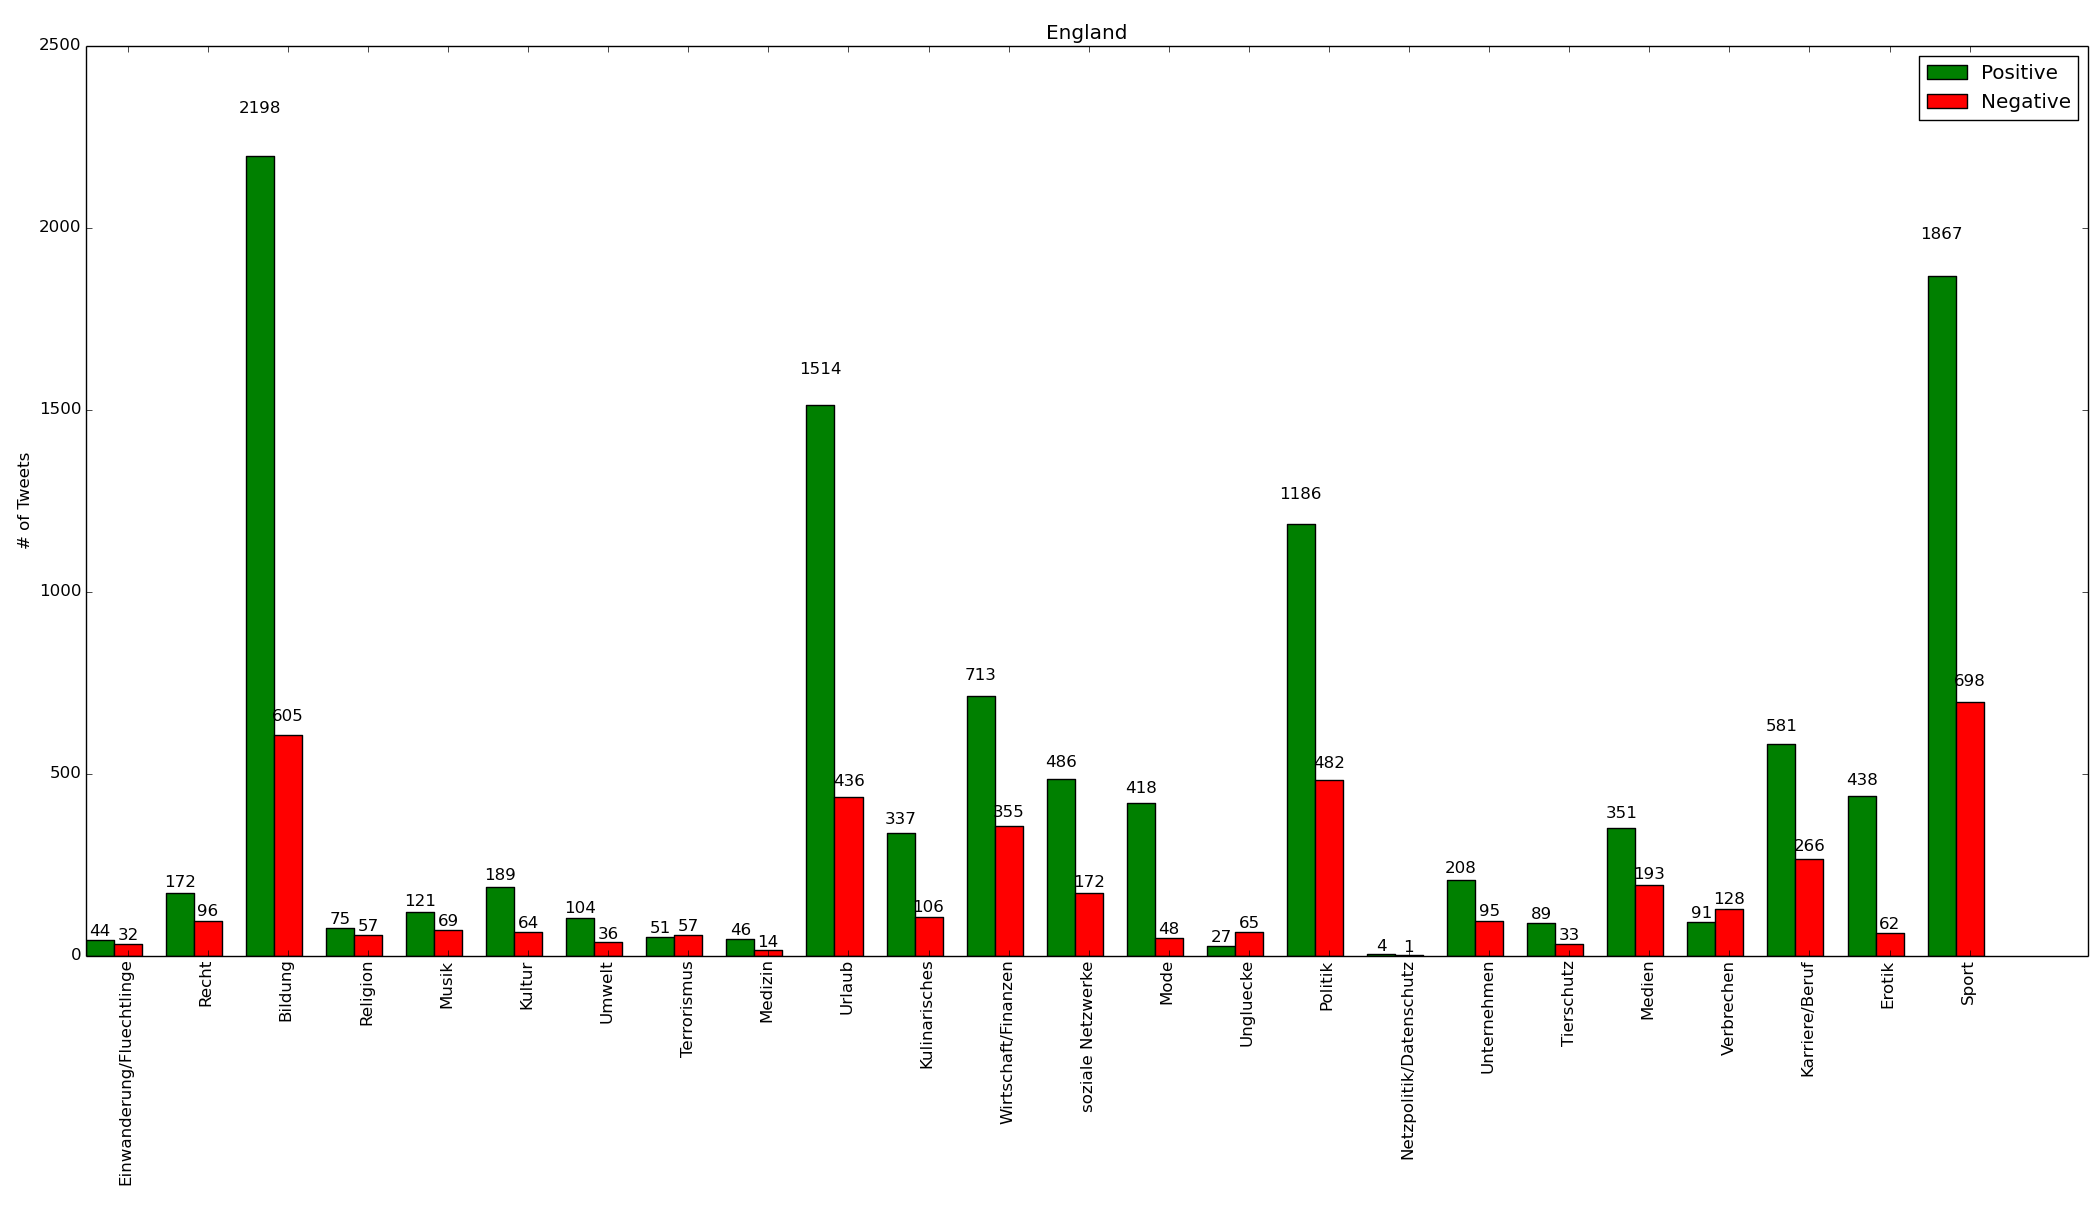 England
Positive
Negative
# of Tweets
2500
2000
1500
1000
500
0
44 32
172 96
2198 605
75 57
121 69
189 64
104 36
51 57
46 14
1514 436
337 106
713 355
486 172
418 48
27 65
1186 482
4 1
208 95
89 33
351 193
91 128
581 266
438 62
1867 698
Einwanderung/Fluechtlinge
Recht
Bildung
Religion
Musik
Kultur
Umwelt
Terrorismus
Medizin
Urlaub
Kulinarisches
Wirtschaft/Finanzen
soziale Netzwerke
Mode
Ungluecke
Politik
Netzpolitik/Datenschutz
Unternehmen
Tierschutz
Medien
Verbrechen
Karriere/Beruf
Erotik
Sport